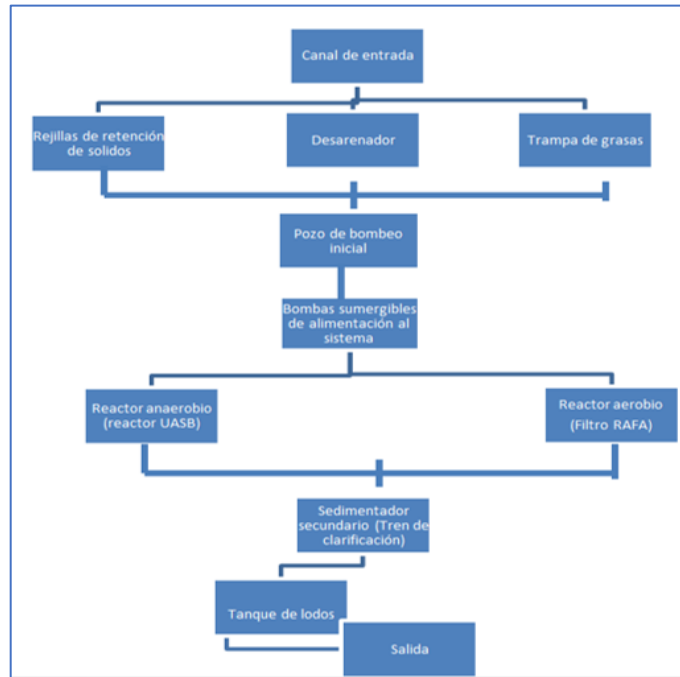 Canal de entrada
Rejillas de retención
de solidos
Desarenador
Trampa de grasas
Pozo de bombeo
inicial
Bombas sumergibles
de alimentación al
sistema
Reactor anaerobio
(reactor UASB)
Reactor aerobio
(Filtro RAFA)
Sedimentador
secundario (Tren de
clarificación)
Tanque de lodos
Salida